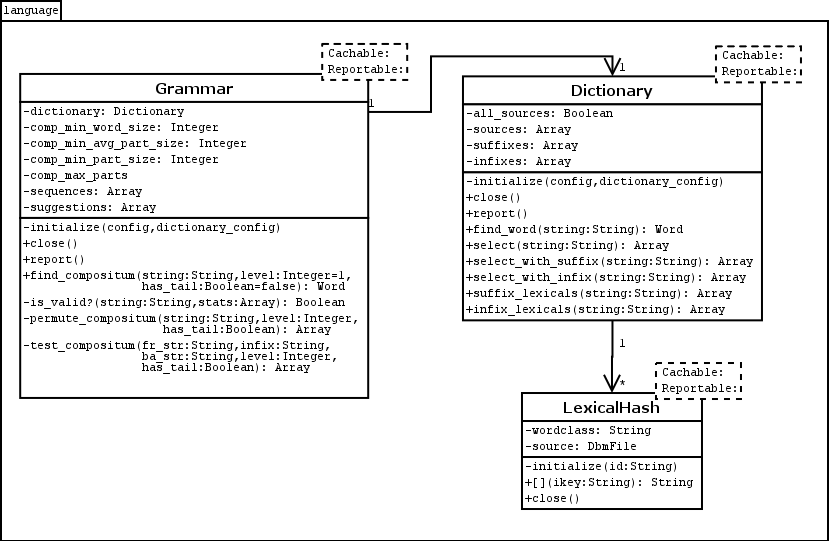 language
Cachable:
Reportable:
Grammar
-dictionary: Dictionary
-comp_min_word_size: Integer
-comp_min_avg_part_size: Integer
-comp_min_part_size: Integer
-comp_max_parts
-sequences: Array
-suggestions: Array
-initialize(config,dictionary_config)
+close()
+report()
+find_compositum(string:String,level:Integer=1,
has_tail:Boolean=false): Word
-is_valid?(string:String,stats:Array): Boolean
-permute_compositum(string:String,level:Integer,
has_tail:Boolean): Array
-test_compositum(fr_str:String,infix:String,
ba_str:String,level:Integer,
has_tail:Boolean): Array
1
1
Cachable:
Reportable:
Dictionary
-all_sources: Boolean
-sources: Array
-suffixes: Array
-infixes: Array
-initialize(config,dictionary_config)
+close()
+report()
+find_word(string:String): Word
+select(string:String): Array
+select_with_suffix(string:String): Array
+select_with_infix(string:String): Array
+suffix_lexicals(string:String): Array
+infix_lexicals(string:String): Array
1
*
Cachable:
Reportable:
LexicalHash
-wordclass: String
-source: DbmFile
-initialize(id:String)
+[](ikey:String): String
+close()